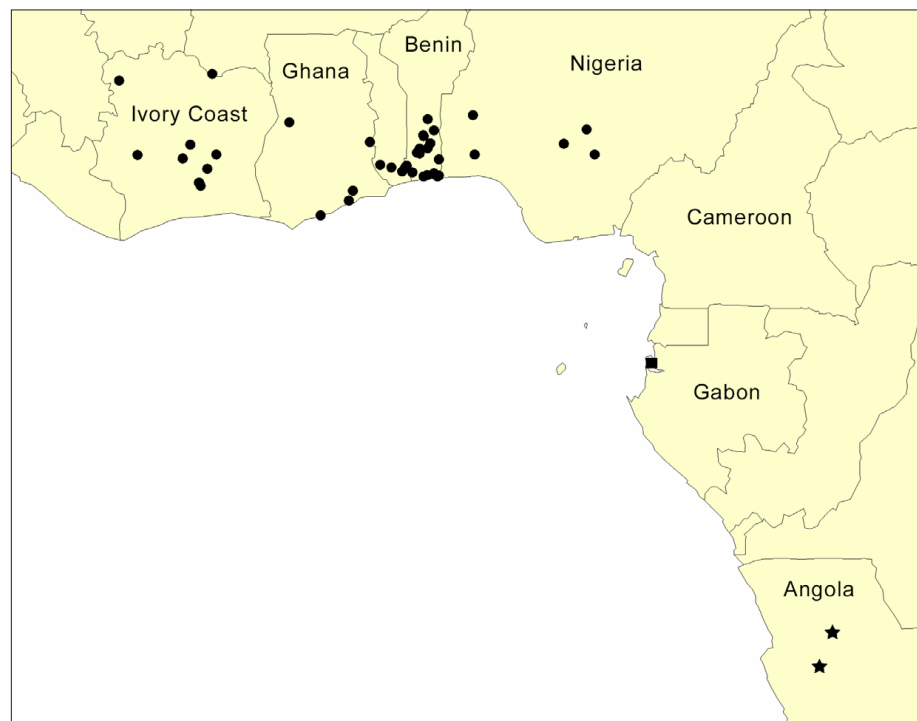 Benin
Nigeria
Ghana
Ivory Coast
Cameroon
Gabon
Angola